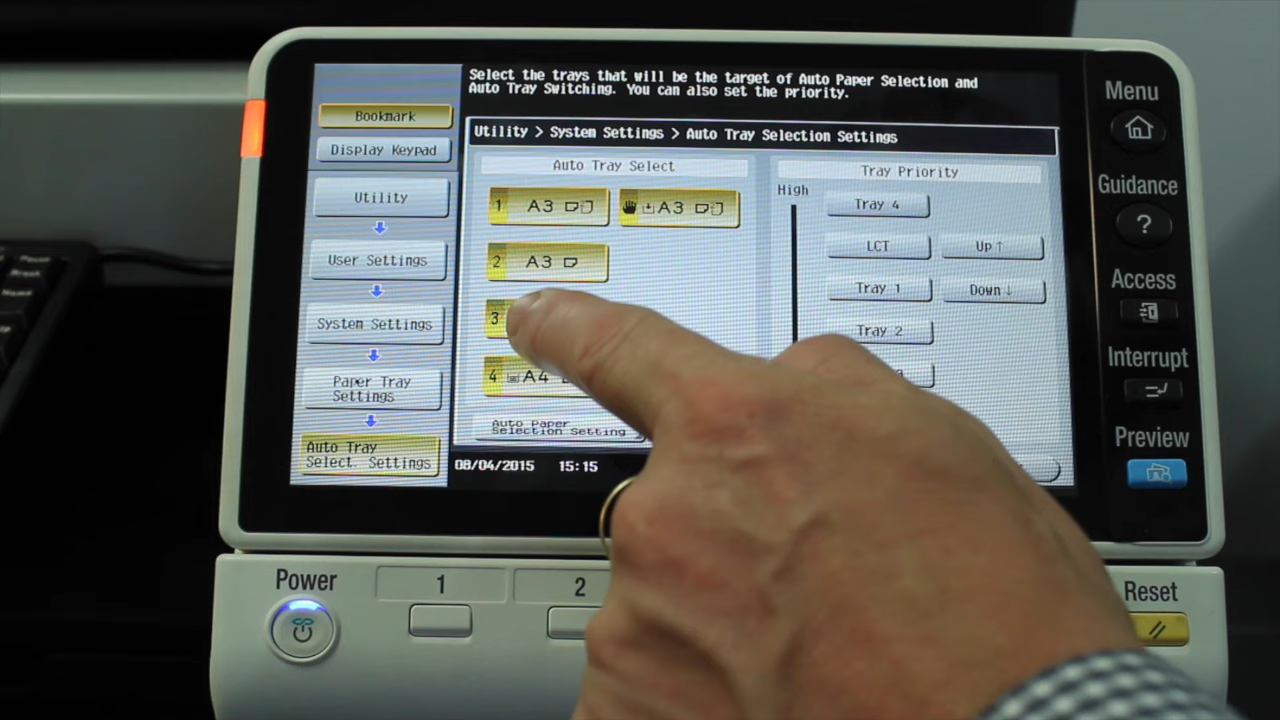 Select the trays that will be the target of Auto Paper Selection and
Auto Tray Switching. You can also set the priority.
Bookmark
Display Keypad
Utility
User Settings
System Settings
Paper Tray
Settings
Auto Tray
Select. Settings
Utility > System Settings > Auto Tray Selection Settings
Auto Tray Select
1 A3
A3
2 A3
3
4 A4
Auto Paper
Selection Setting
Tray Priority
High
Tray 4
LCT
Tray 1
Tray 2
Up ↑
Down ↓
08/04/2015 15:15
Menu
Guidance
?
Access
Interrupt
Preview
Power
1
2
Reset